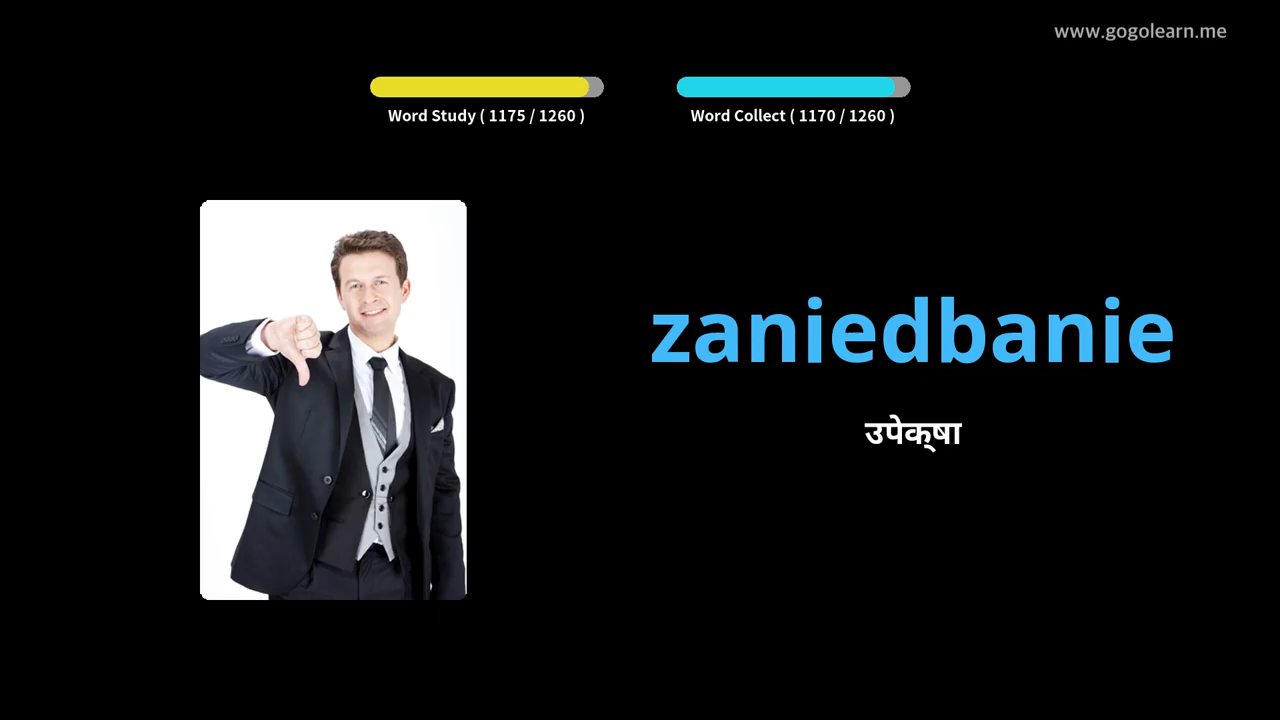 www.gogolearn.me
Word Study ( 1175 / 1260 )
Word Collect ( 1170 / 1260 )
zaniedbanie
उपेक्षा